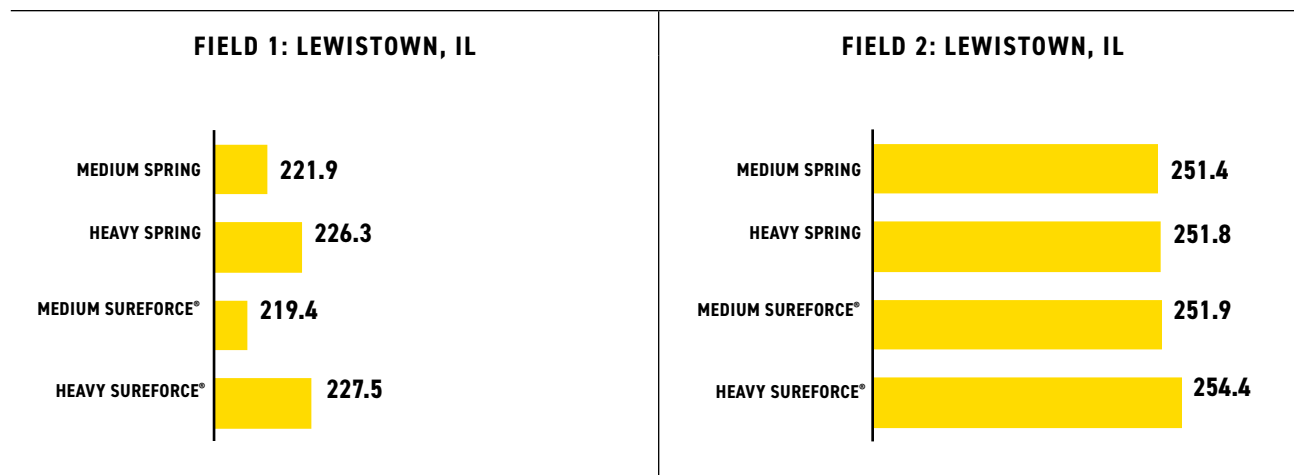 FIELD 1: LEWISTOWN, IL
MEDIUM SPRING
221.9
HEAVY SPRING
226.3
MEDIUM SUREFORCE®
219.4
HEAVY SUREFORCE®
227.5
FIELD 2: LEWISTOWN, IL
MEDIUM SPRING
251.4
HEAVY SPRING
251.8
MEDIUM SUREFORCE®
251.9
HEAVY SUREFORCE®
254.4